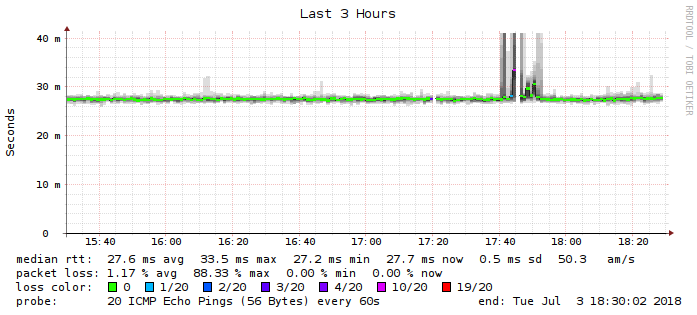 Last 3 Hours
RRDTOOL / TOBI OETIKER
Seconds
40 m
30 m
20 m
10 m
0
15:40 16:00 16:20 16:40 17:00 17:20 17:40 18:00 18:20
median rtt: 27.6 ms avg 33.5 ms max 27.2 ms min 27.7 ms now 0.5 ms sd 50.3 am/s
packet loss: 1.17 % avg 88.33 % max 0.00 % min 0.00 % now
loss color: 0 1/20 2/20 3/20 4/20 10/20 19/20
probe: 20 ICMP Echo Pings (56 Bytes) every 60s end: Tue Jul 3 18:30:02 2018